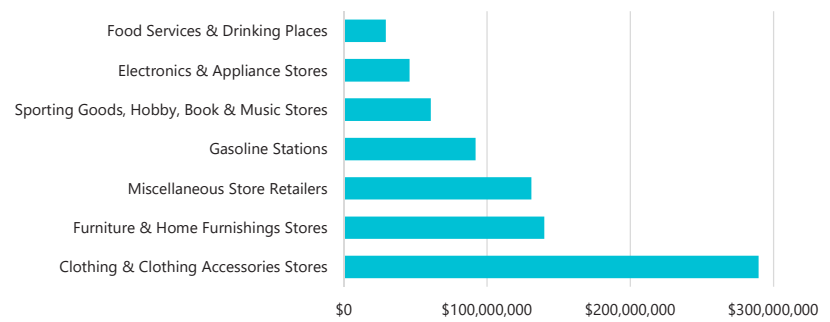 Food Services & Drinking Places
Electronics & Appliance Stores
Sporting Goods, Hobby, Book & Music Stores
Gasoline Stations
Miscellaneous Store Retailers
Furniture & Home Furnishings Stores
Clothing & Clothing Accessories Stores
$0 $100,000,000 $200,000,000 $300,000,000